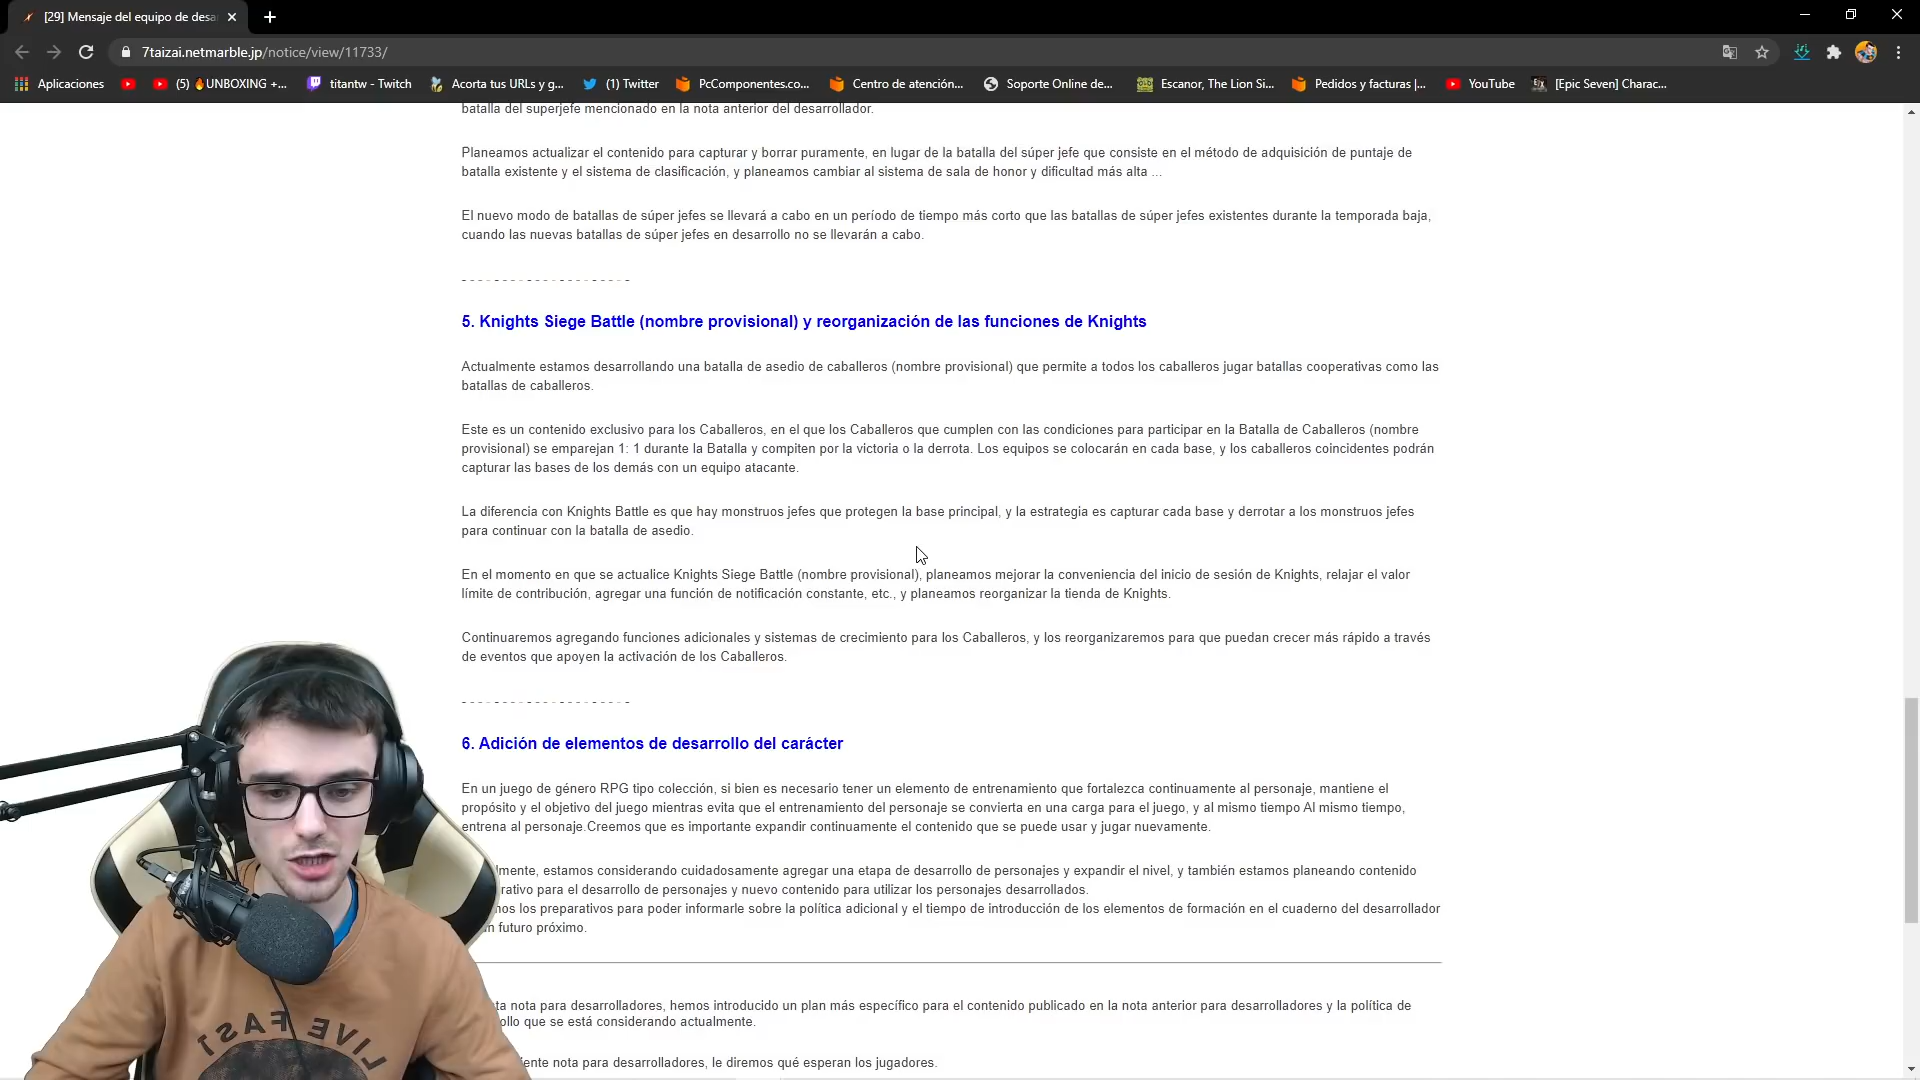 [29] Mensaje del equipo de desa
7taizai.netmarble.jp/notice/view/11733/
Aplicaciones
(5) 🔥UNBOXING +...
titantw - Twitch
Acorta tus URLs y g...
(1) Twitter
PcComponentes.co...
Centro de atención...
Soporte Online de...
Escanor, The Lion Si...
Pedidos y facturas |...
YouTube
[Epic Seven] Charac...
batalla del superjefe mencionado en la nota anterior del desarrollador.
Planeamos actualizar el contenido para capturar y borrar puramente, en lugar de la batalla del súper jefe que consiste en el método de adquisición de puntaje de
batalla existente y el sistema de clasificación, y planeamos cambiar al sistema de sala de honor y dificultad más alta ...
El nuevo modo de batallas de súper jefes se llevará a cabo en un período de tiempo más corto que las batallas de súper jefes existentes durante la temporada baja,
cuando las nuevas batallas de súper jefes en desarrollo no se llevarán a cabo.
- - - - - - - - - - - - - - - - - - - - -
5. Knights Siege Battle (nombre provisional) y reorganización de las funciones de Knights
Actualmente estamos desarrollando una batalla de asedio de caballeros (nombre provisional) que permite a todos los caballeros jugar batallas cooperativas como las
batallas de caballeros.
Este es un contenido exclusivo para los Caballeros, en el que los Caballeros que cumplen con las condiciones para participar en la Batalla de Caballeros (nombre
provisional) se emparejan 1: 1 durante la Batalla y compiten por la victoria o la derrota. Los equipos se colocarán en cada base, y los caballeros coincidentes podrán
capturar las bases de los demás con un equipo atacante.
La diferencia con Knights Battle es que hay monstruos jefes que protegen la base principal, y la estrategia es capturar cada base y derrotar a los monstruos jefes
para continuar con la batalla de asedio.
En el momento en que se actualice Knights Siege Battle (nombre provisional), planeamos mejorar la conveniencia del inicio de sesión de Knights, relajar el valor
límite de contribución, agregar una función de notificación constante, etc., y planeamos reorganizar la tienda de Knights.
Continuaremos agregando funciones adicionales y sistemas de crecimiento para los Caballeros, y los reorganizaremos para que puedan crecer más rápido a través
de eventos que apoyen la activación de los Caballeros.
- - - - - - - - - - - - - - - - - - - - -
6. Adición de elementos de desarrollo del carácter
En un juego de género RPG tipo colección, si bien es necesario tener un elemento de entrenamiento que fortalezca continuamente al personaje, mantiene el
propósito y el objetivo del juego mientras evita que el entrenamiento del personaje se convierta en una carga para el juego, y al mismo tiempo Al mismo tiempo,
entrena al personaje.Creemos que es importante expandir continuamente el contenido que se puede usar y jugar nuevamente.
lmente, estamos considerando cuidadosamente agregar una etapa de desarrollo de personajes y expandir el nivel, y también estamos planeando contenido
rativo para el desarrollo de personajes y nuevo contenido para utilizar los personajes desarrollados.
mos los preparativos para poder informarle sobre la política adicional y el tiempo de introducción de los elementos de formación en el cuaderno del desarrollador
n futuro próximo.
ta nota para desarrolladores, hemos introducido un plan más específico para el contenido publicado en la nota anterior para desarrolladores y la política de
ollo que se está considerando actualmente.
iente nota para desarrolladores, le diremos qué esperan los jugadores.
LIVE FAST